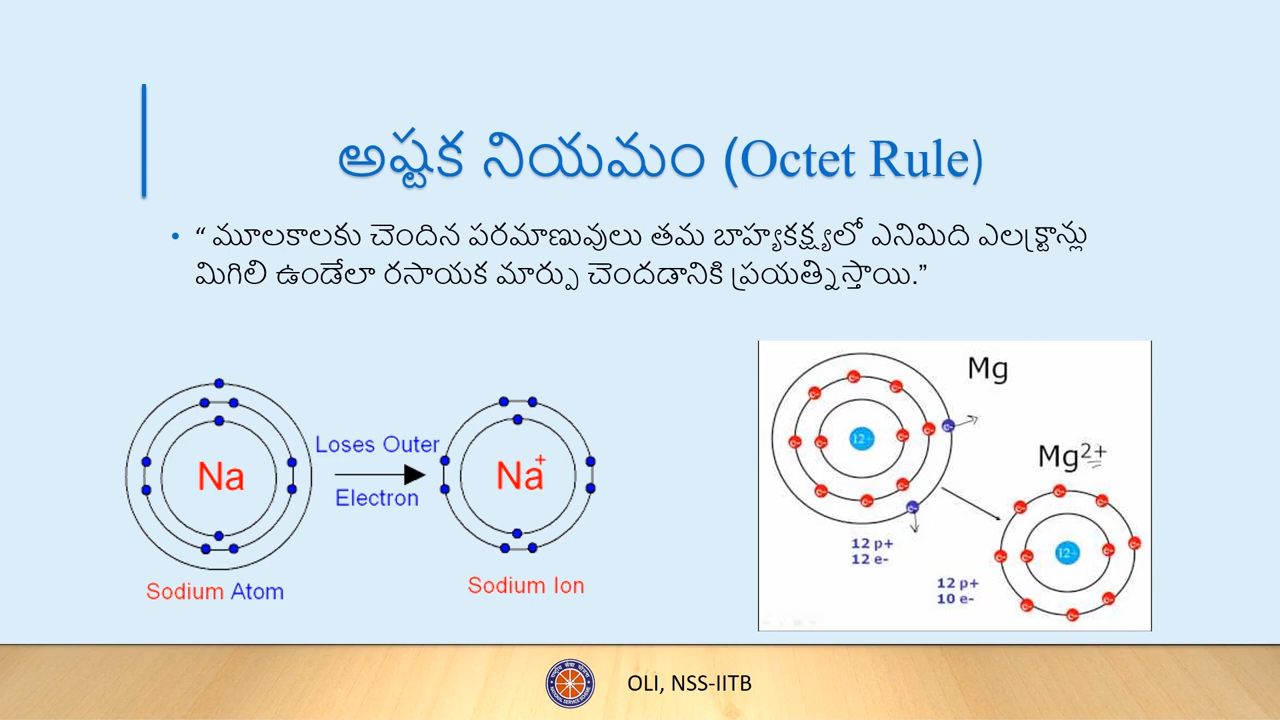 అష్టక నియమం (Octet Rule)
• “ మూలకాలకు చెందిన పరమాణువులు తమ బాహ్యకక్ష్యలో ఎనిమిది ఎలక్ట్రాన్లు
మిగిలి ఉండేలా రసాయక మార్పు చెందడానికి ప్రయత్నిస్తాయి.”
Na
Loses Outer
Electron
Na+
Sodium Atom
Sodium Ion
Mg
12+
12 p+
12 e-
Mg2+
12+
12 p+
10 e-
OLI, NSS-IITB